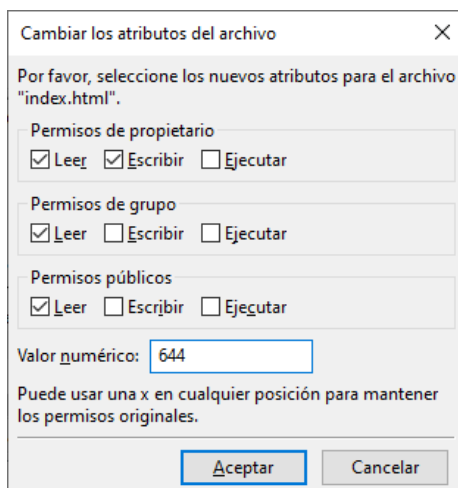 Cambiar los atributos del archivo
Por favor, seleccione los nuevos atributos para el archivo
"index.html".
Permisos de propietario
Leer Escribir Ejecutar
Permisos de grupo
Leer Escribir Ejecutar
Permisos públicos
Leer Escribir Ejecutar
Valor numérico: 644
Puede usar una x en cualquier posición para mantener
los permisos originales.
Aceptar Cancelar